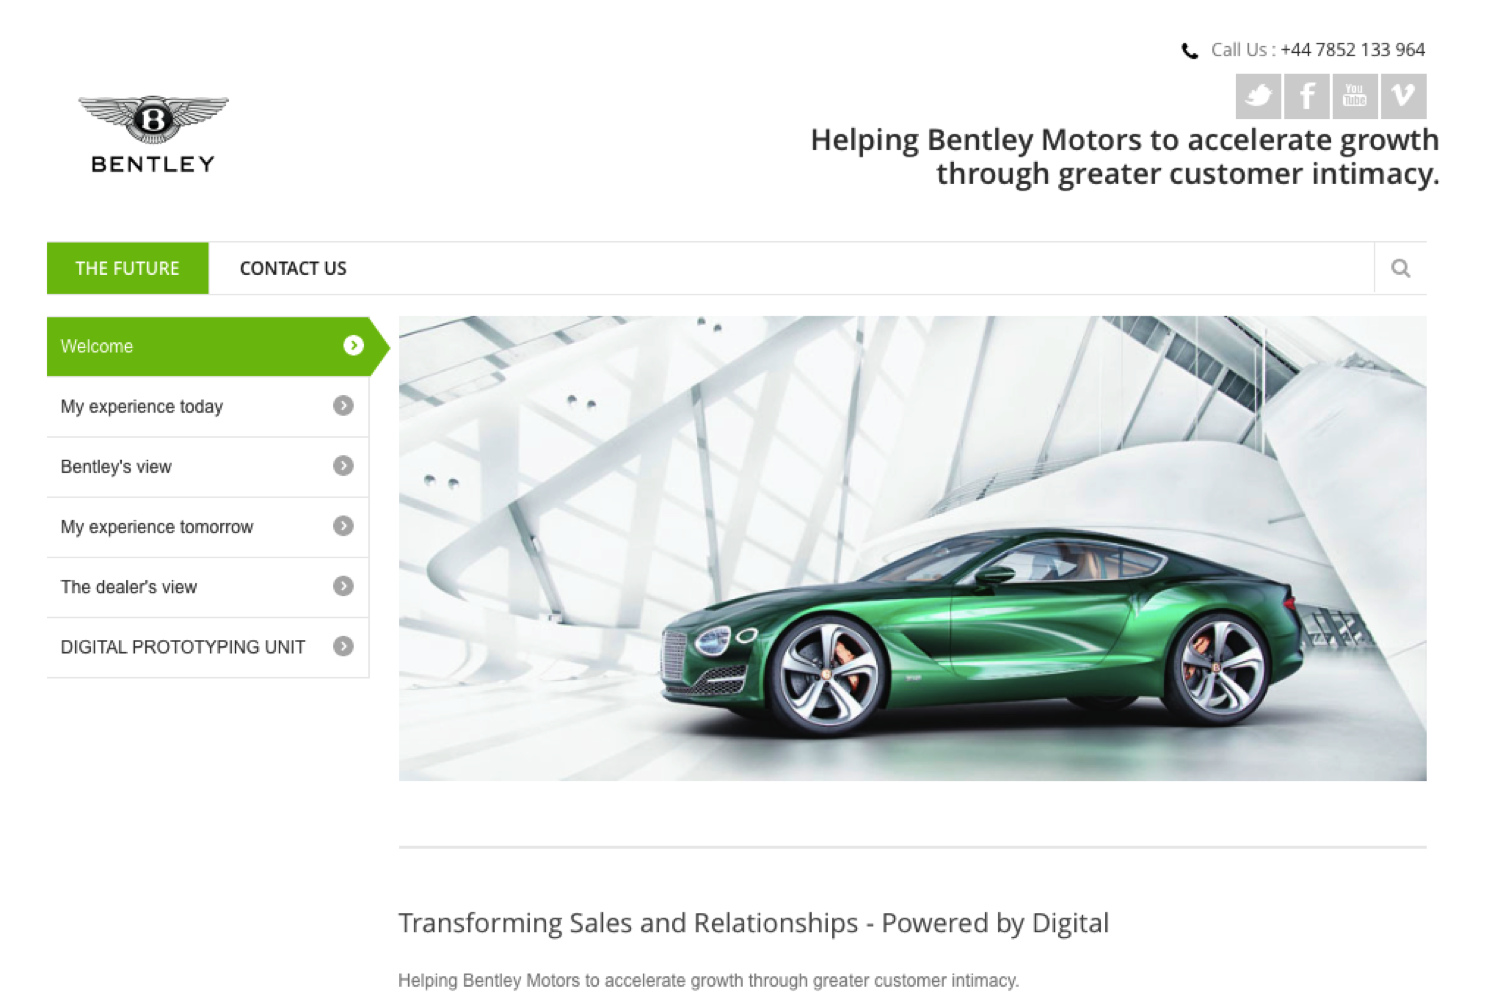 Call Us : +44 7852 133 964
You
Tube
B
BENTLEY
Helping Bentley Motors to accelerate growth
through greater customer intimacy.
THE FUTURE
CONTACT US
Welcome
My experience today
Bentley's view
My experience tomorrow
The dealer's view
DIGITAL PROTOTYPING UNIT
Transforming Sales and Relationships - Powered by Digital
Helping Bentley Motors to accelerate growth through greater customer intimacy.